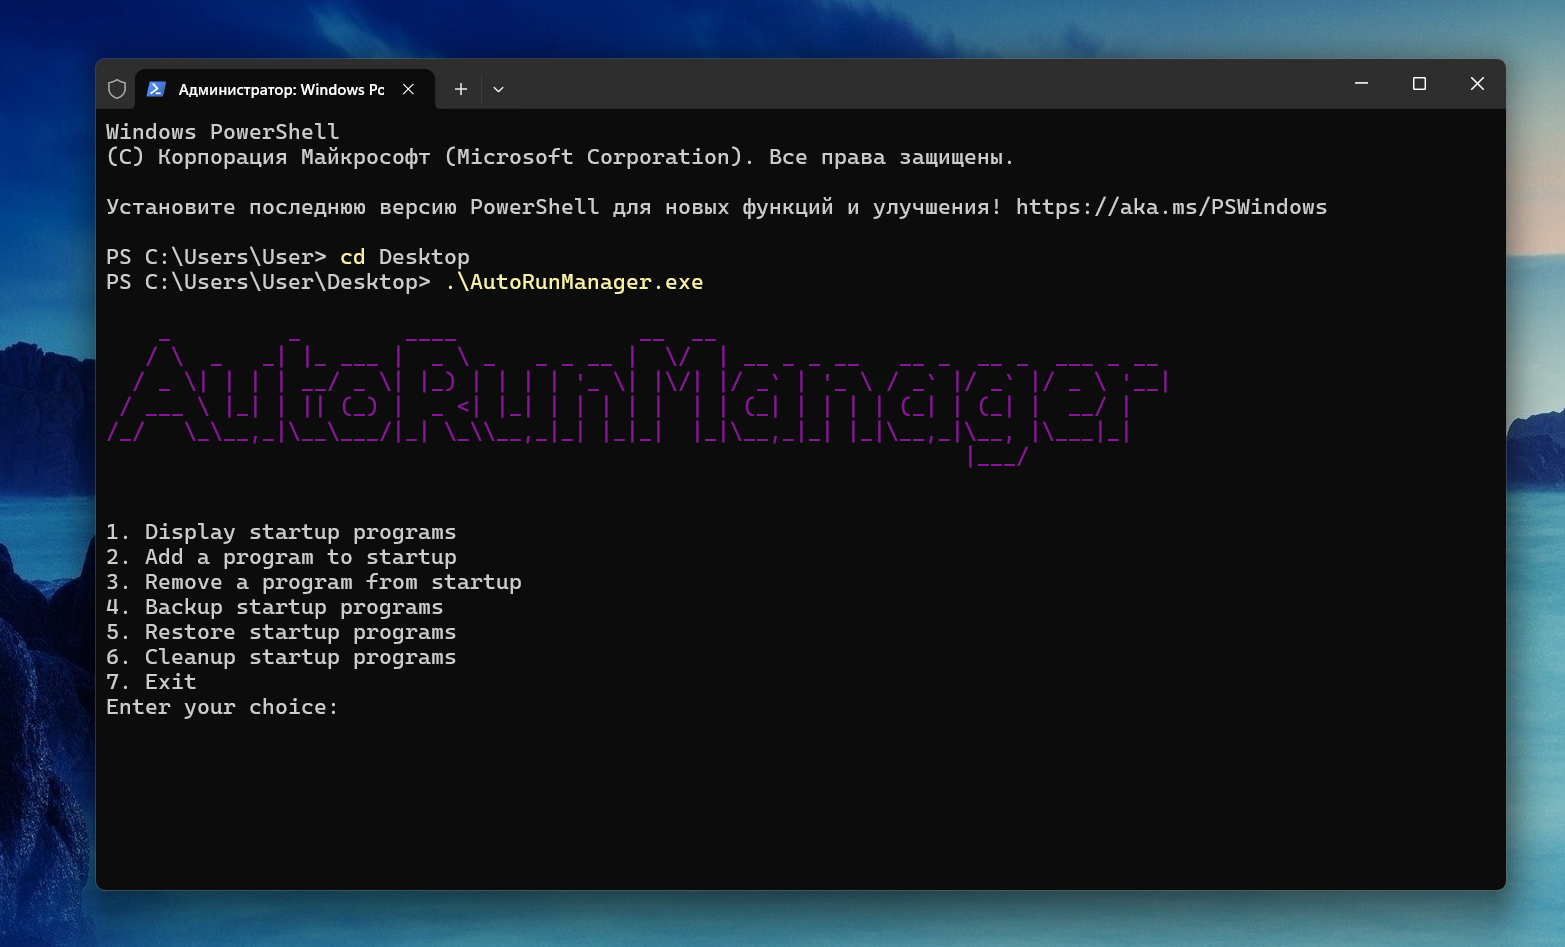 Администратор: Windows Pc
Windows PowerShell
(C) Корпорация Майкрософт (Microsoft Corporation). Все права защищены.
Установите последнюю версию PowerShell для новых функций и улучшения! https://aka.ms/PSWindows
PS C:\Users\User> cd Desktop
PS C:\Users\User\Desktop> .\AutoRunManager.exe
AutoRunManager
1. Display startup programs
2. Add a program to startup
3. Remove a program from startup
4. Backup startup programs
5. Restore startup programs
6. Cleanup startup programs
7. Exit
Enter your choice: